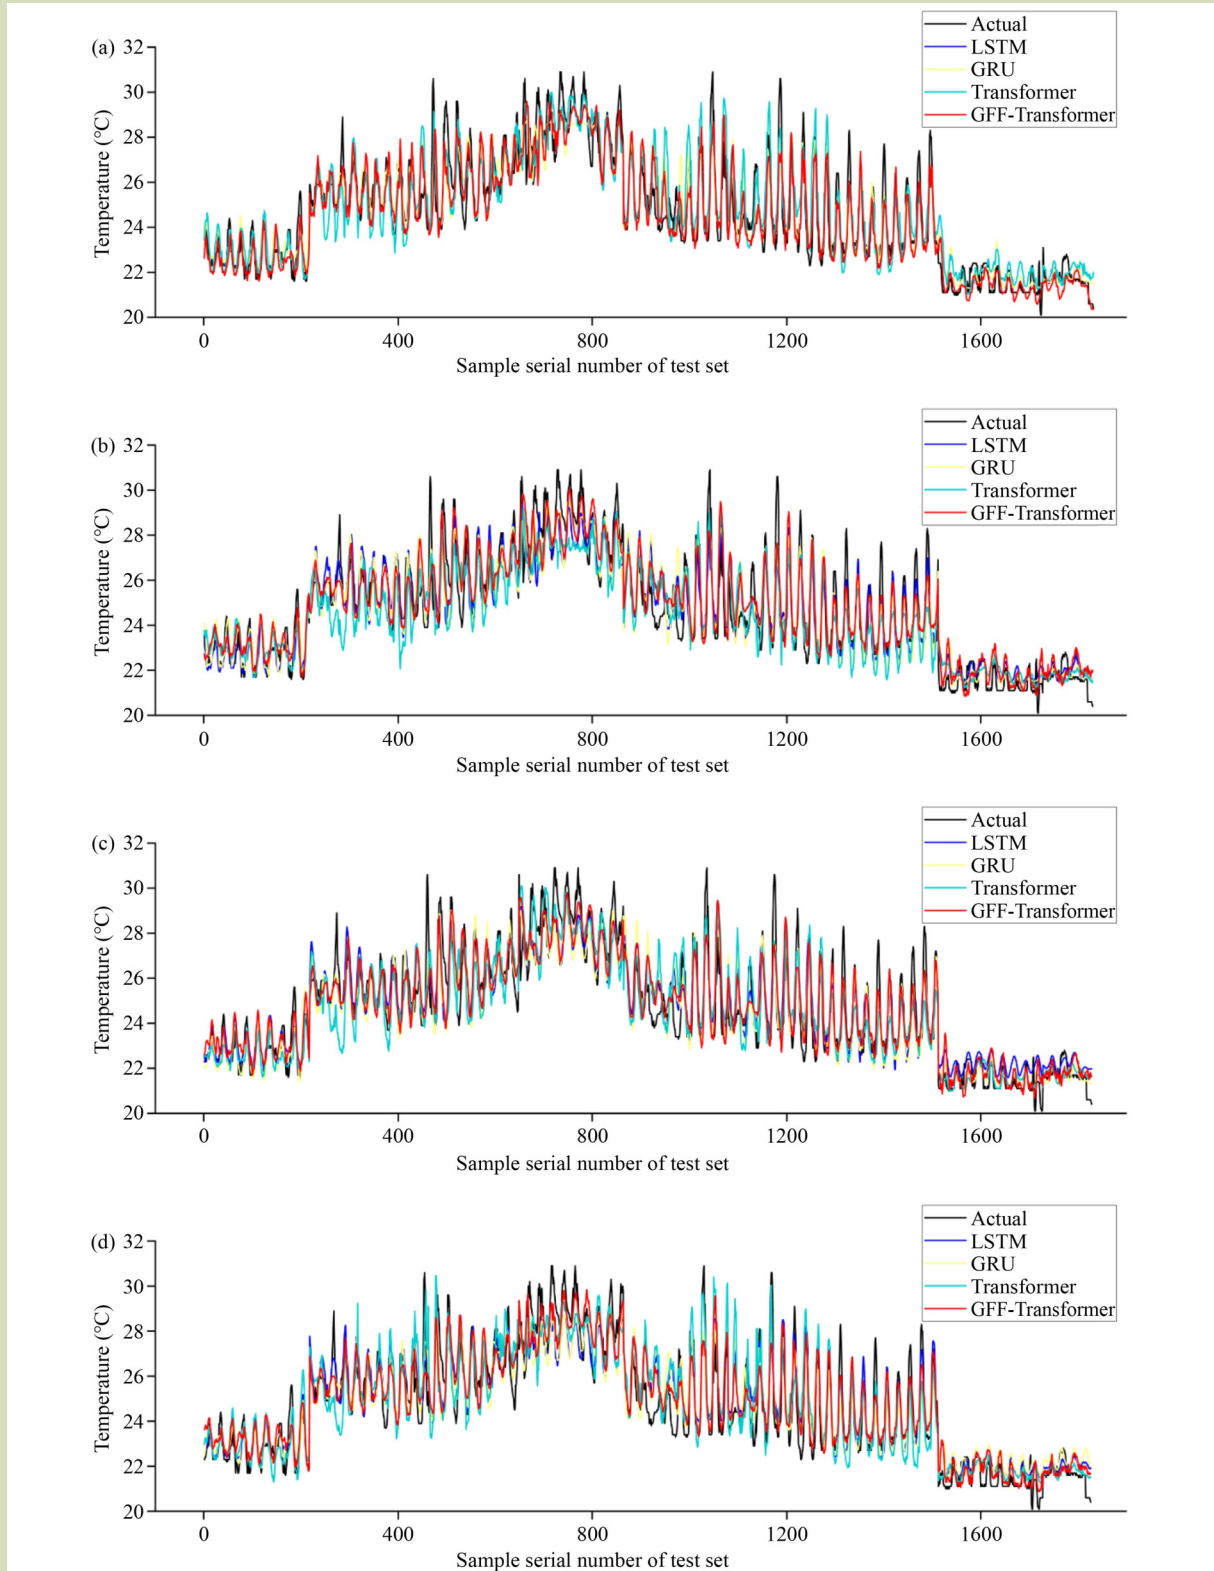 (a)
Actual
LSTM
GRU
Transformer
GFF-Transformer
32
30
28
26
24
22
20
Temperature (°C)
0 400 800 1200 1600
Sample serial number of test set
(b)
Actual
LSTM
GRU
Transformer
GFF-Transformer
32
30
28
26
24
22
20
Temperature (°C)
0 400 800 1200 1600
Sample serial number of test set
(c)
Actual
LSTM
GRU
Transformer
GFF-Transformer
32
30
28
26
24
22
20
Temperature (°C)
0 400 800 1200 1600
Sample serial number of test set
(d)
Actual
LSTM
GRU
Transformer
GFF-Transformer
32
30
28
26
24
22
20
Temperature (°C)
0 400 800 1200 1600
Sample serial number of test set